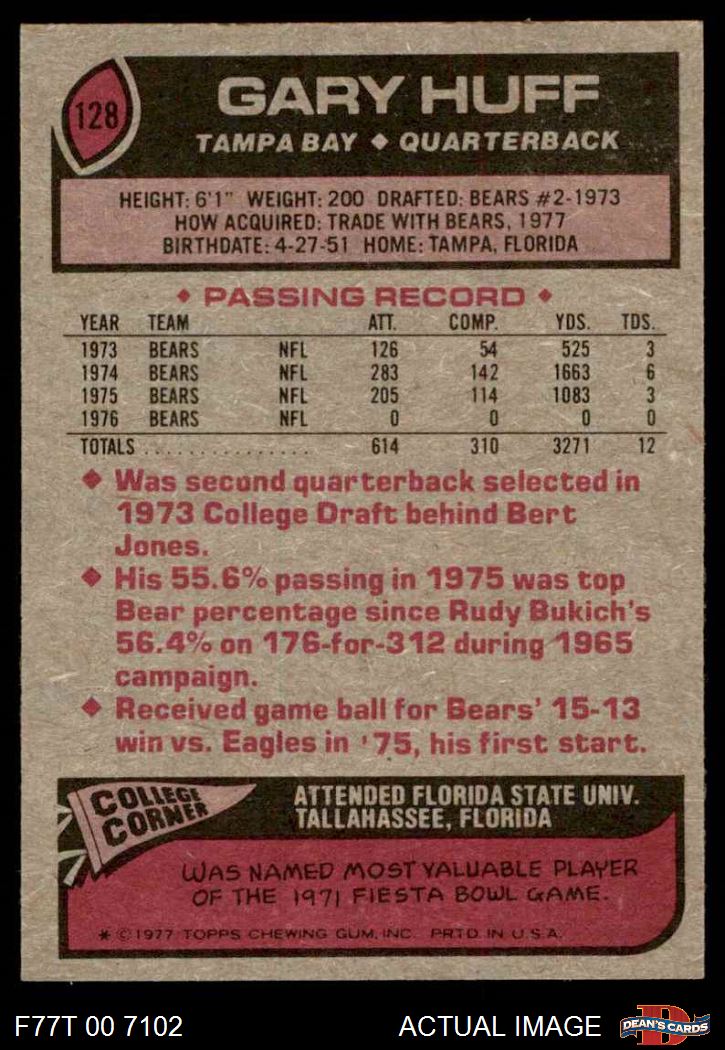 128
GARY HUFF
TAMPA BAY ◆ QUARTERBACK
HEIGHT: 6'1" WEIGHT: 200 DRAFTED: BEARS #2-1973
HOW ACQUIRED: TRADE WITH BEARS, 1977
BIRTHDATE: 4-27-51 HOME: TAMPA, FLORIDA
◆ PASSING RECORD ◆
YEAR TEAM ATT. COMP. YDS. TDS.
1973 BEARS NFL 126 54 525 3
1974 BEARS NFL 283 142 1663 6
1975 BEARS NFL 205 114 1083 3
1976 BEARS NFL 0 0 0 0
TOTALS . . . . . . . . . . . . . . . 614 310 3271 12
◆ Was second quarterback selected in
1973 College Draft behind Bert
Jones.
◆ His 55.6% passing in 1975 was top
Bear percentage since Rudy Bukich's
56.4% on 176-for-312 during 1965
campaign.
◆ Received game ball for Bears' 15-13
win vs. Eagles in '75, his first start.
COLLEGE
CORNER
ATTENDED FLORIDA STATE UNIV.
TALLAHASSEE, FLORIDA
WAS NAMED MOST VALUABLE PLAYER
OF THE 1971 FIESTA BOWL GAME.
* © 1977 TOPPS CHEWING GUM, INC. PRTD. IN U.S.A.
F77T 00 7102
ACTUAL IMAGE
D
DEAN'S CARDS